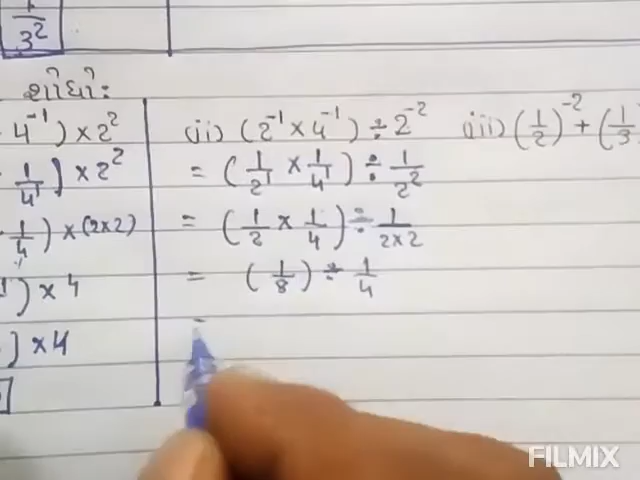 1/3²
શોધો:
4⁻¹) × 2²
1/4¹) × 2²
1/4) × (2×2)
) × 4
) × 4
(ii) (2⁻¹ × 4⁻¹) ÷ 2⁻²
= (1/2¹ × 1/4¹) ÷ 1/2²
= (1/2 × 1/4) ÷ 1/2×2
= (1/8) ÷ 1/4
=
(iii) (1/2)⁻² + (1/3
FILMIX